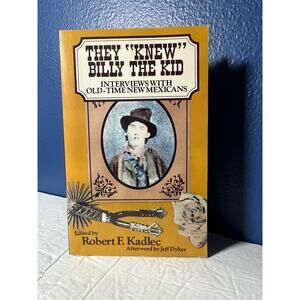 THEY "KNEW"
BILLY THE KID
INTERVIEWS WITH
OLD-TIME NEW MEXICANS
Edited by
Robert F. Kadlec
Afterword by Jeff Dykes